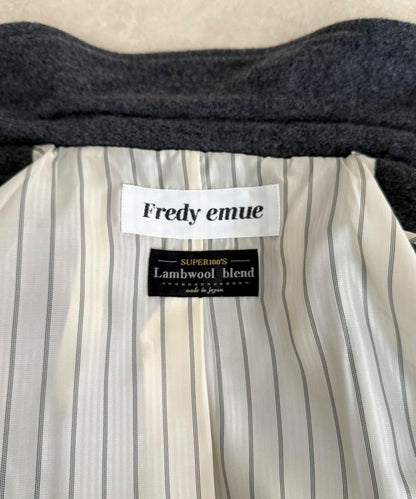 Fredy emue
SUPER100'S
Lambwool blend
made in Japan